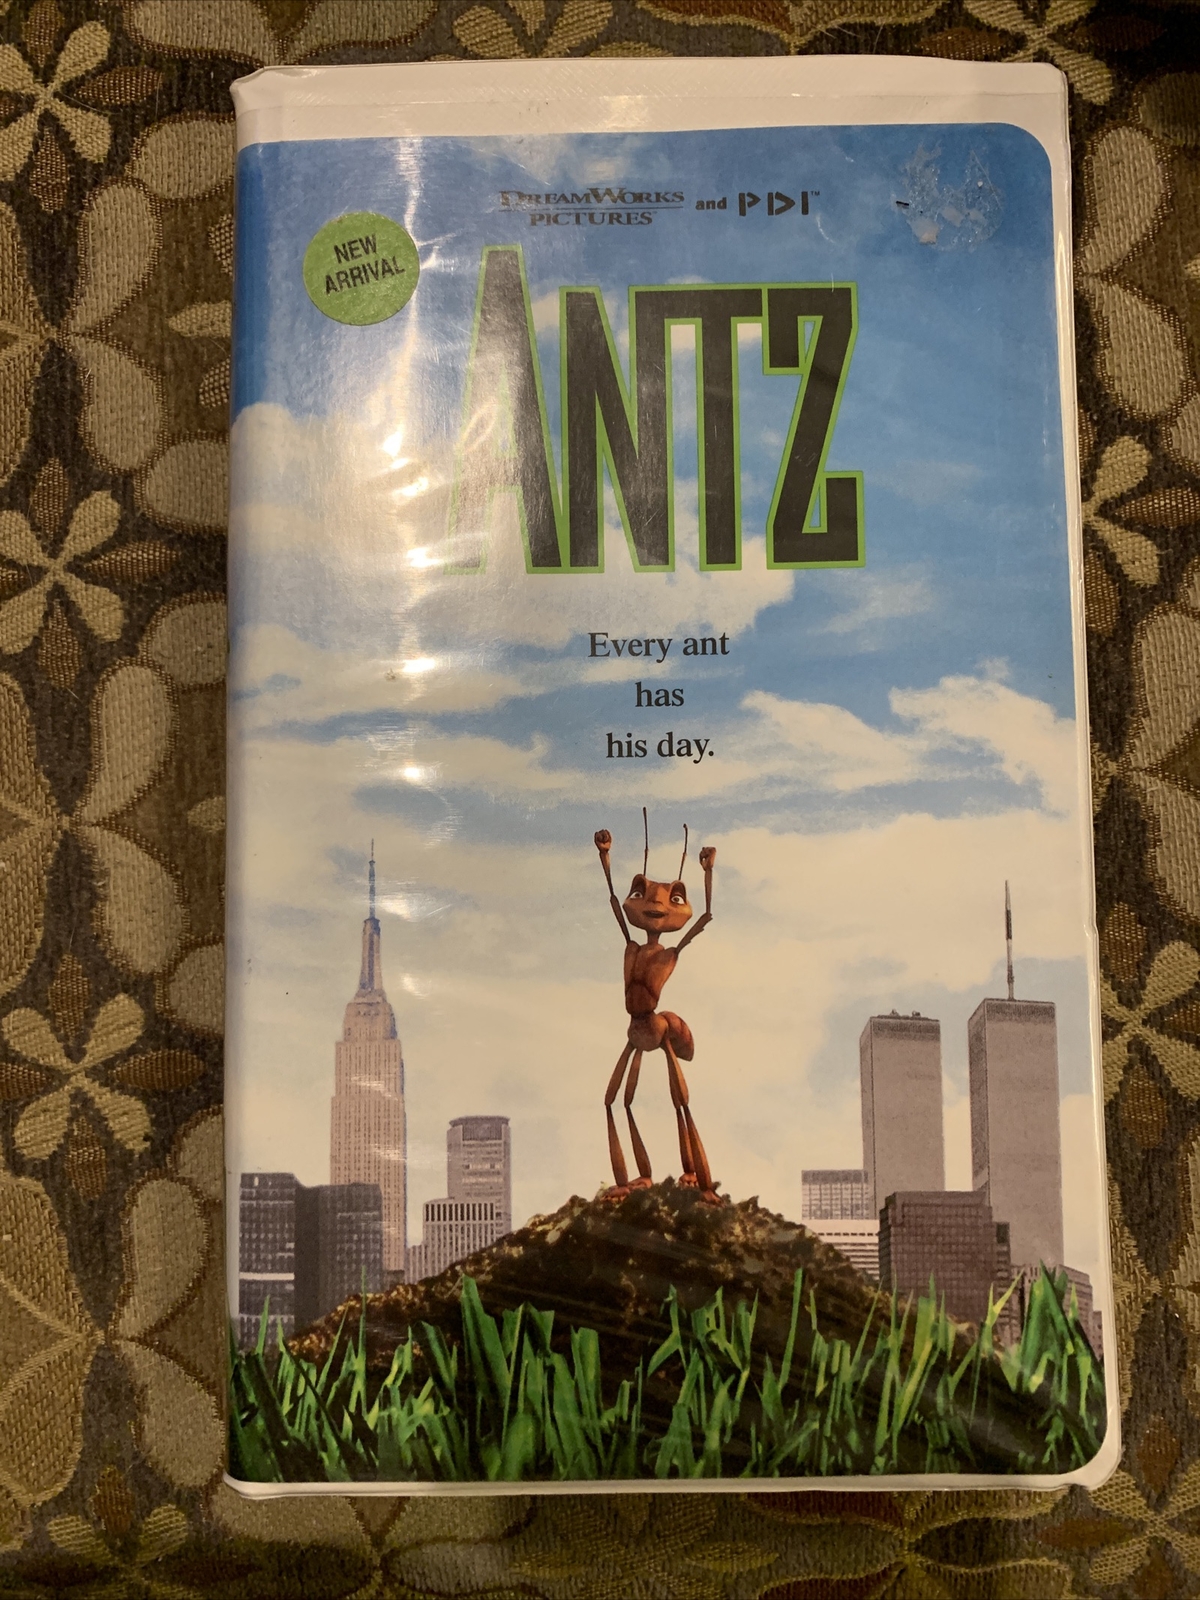 DREAMWORKS
PICTURES
and PDI™
NEW
ARRIVAL
ANTZ
Every ant
has
his day.